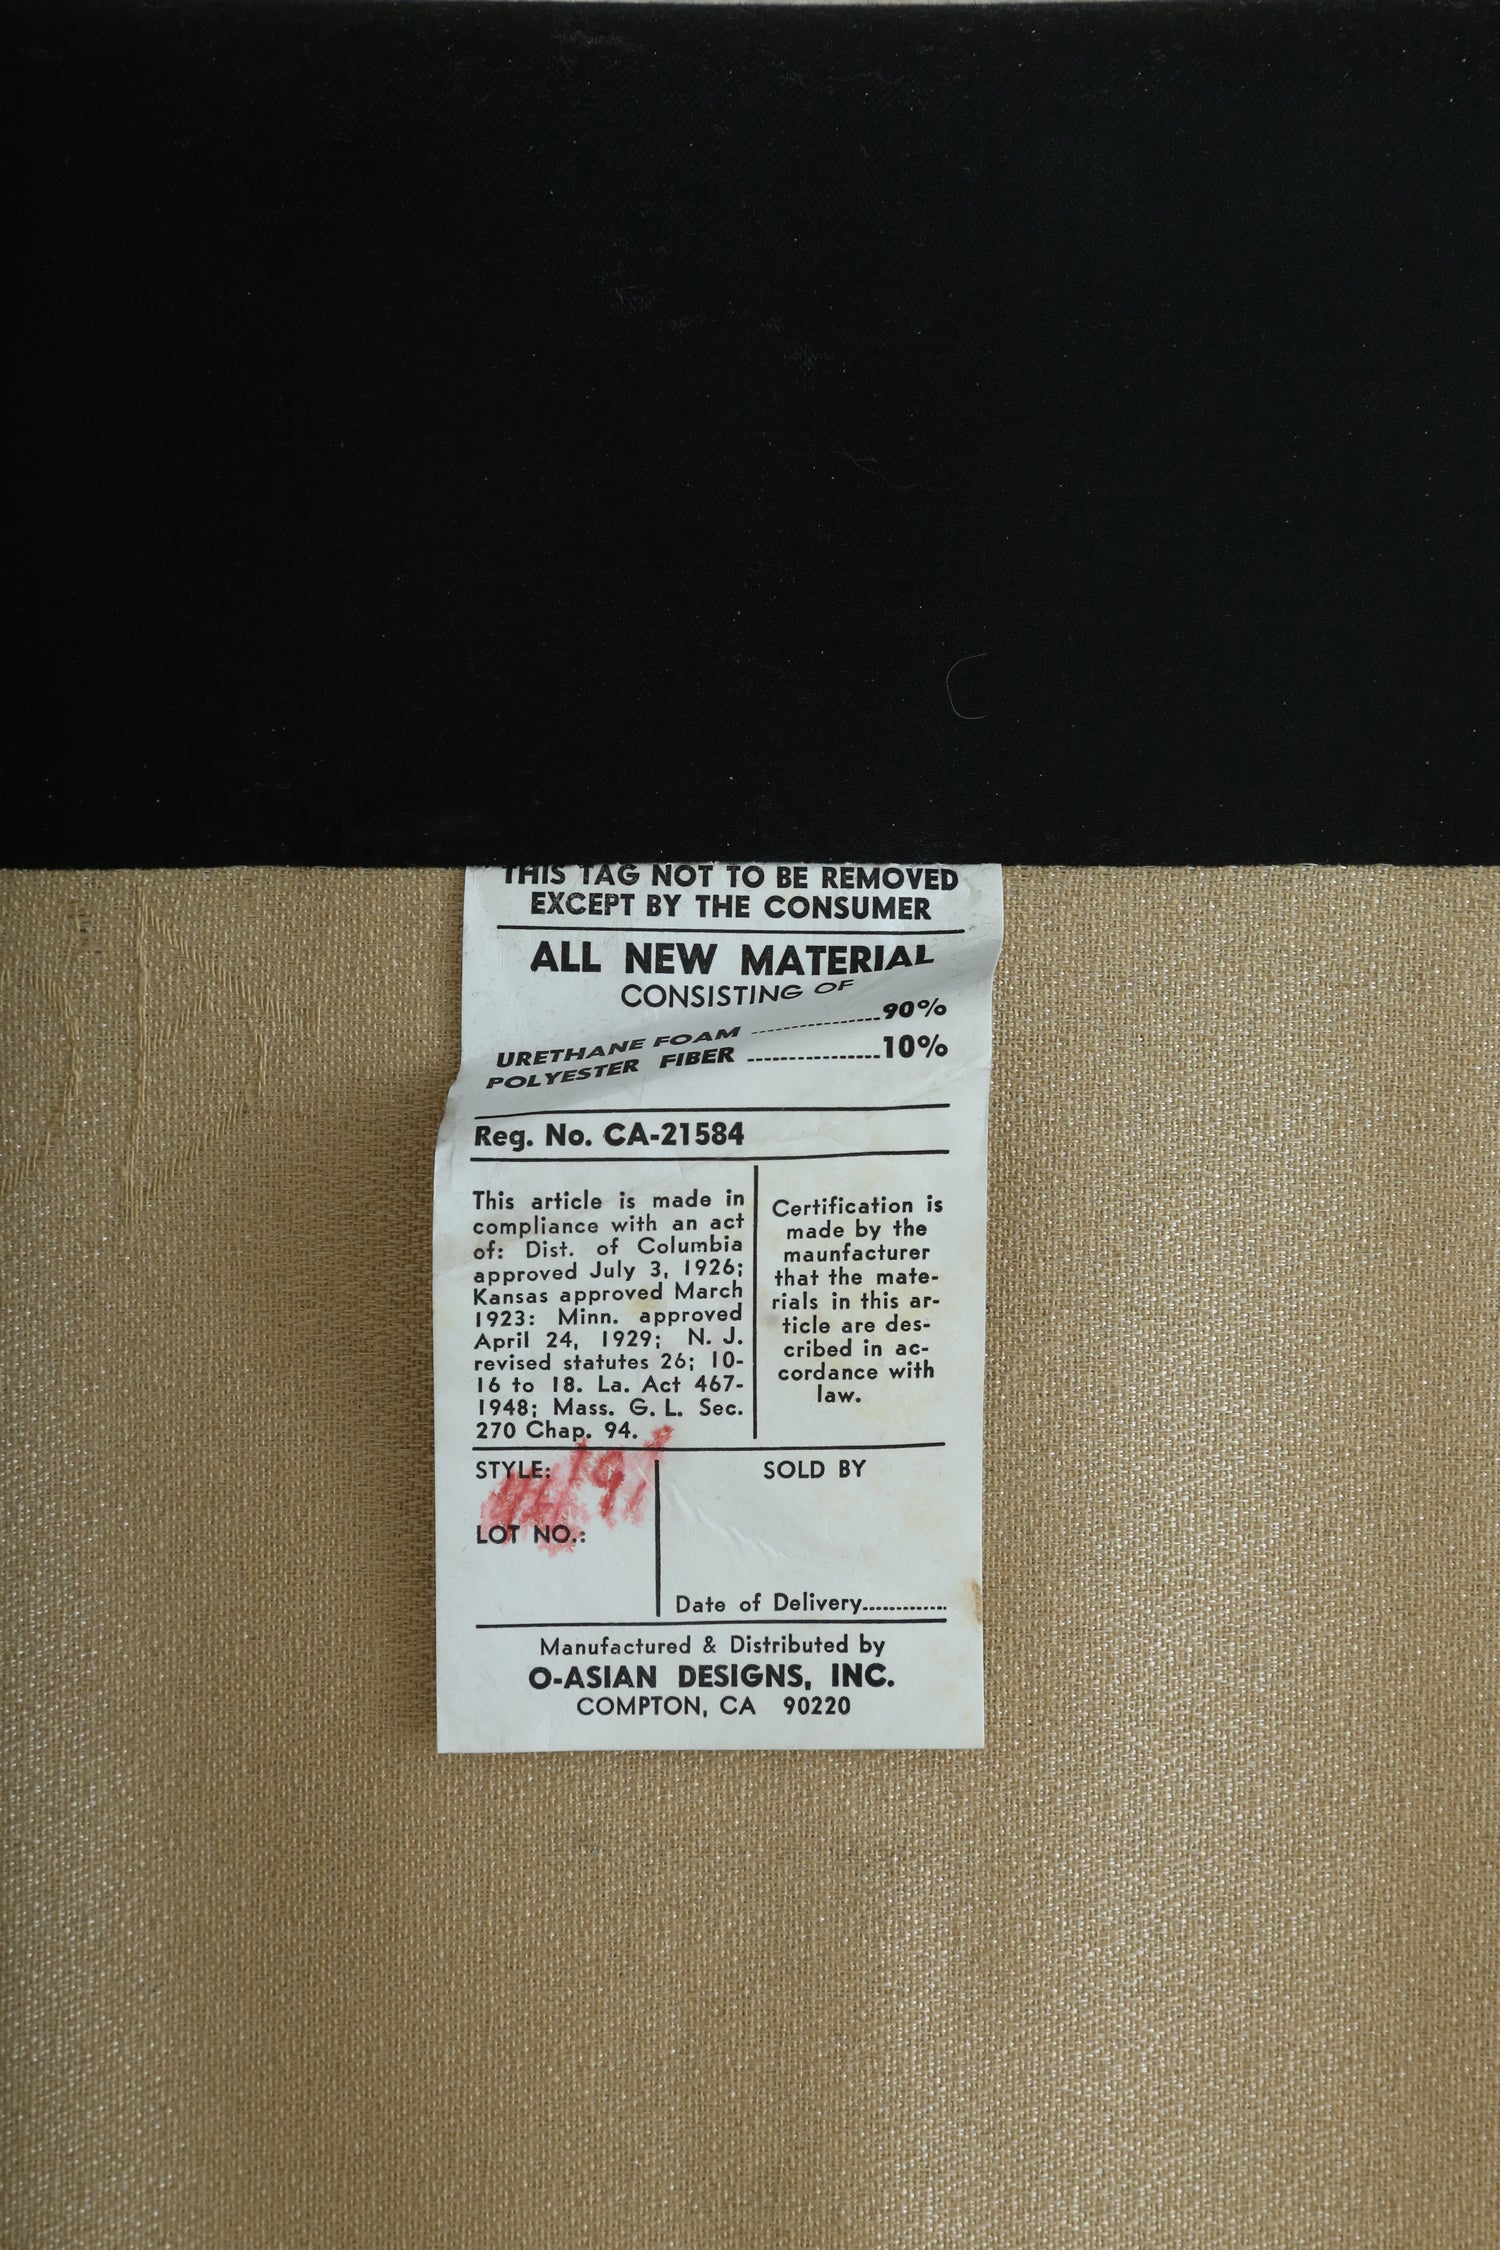 THIS TAG NOT TO BE REMOVED
EXCEPT BY THE CONSUMER
ALL NEW MATERIAL
CONSISTING OF
URETHANE FOAM ............... 90%
POLYESTER FIBER ............... 10%
Reg. No. CA-21584
This article is made in
compliance with an act
of: Dist. of Columbia
approved July 3, 1926;
Kansas approved March
1923: Minn. approved
April 24, 1929; N. J.
revised statutes 26; 10-
16 to 18. La. Act 467-
1948; Mass. G. L. Sec.
270 Chap. 94.
Certification is
made by the
maunfacturer
that the mate-
rials in this ar-
ticle are des-
cribed in ac-
cordance with
law.
STYLE:
LOT NO.:
SOLD BY
Date of Delivery.............
Manufactured & Distributed by
O-ASIAN DESIGNS, INC.
COMPTON, CA 90220